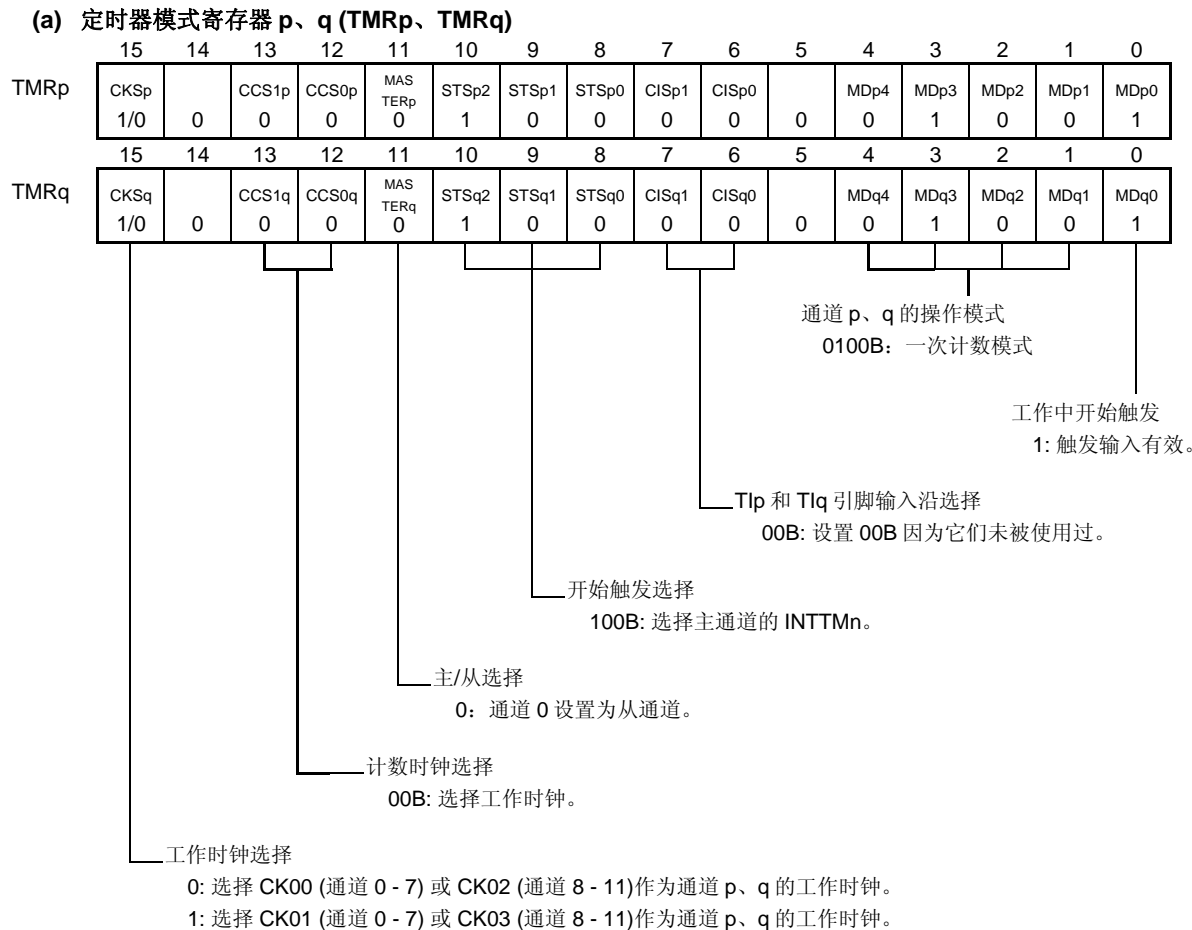 (a) 定时器模式寄存器 p、q (TMRp、TMRq)
15 14 13 12 11 10 9 8 7 6 5 4 3 2 1 0
TMRp CKSp CCS1p CCS0p MAS TERp STSp2 STSp1 STSp0 CISp1 CISp0 MDp4 MDp3 MDp2 MDp1 MDp0
1/0 0 0 0 0 1 0 0 0 0 0 0 1 0 0 1
15 14 13 12 11 10 9 8 7 6 5 4 3 2 1 0
TMRq CKSq CCS1q CCS0q MAS TERq STSq2 STSq1 STSq0 CISq1 CISq0 MDq4 MDq3 MDq2 MDq1 MDq0
1/0 0 0 0 0 1 0 0 0 0 0 0 1 0 0 1
通道 p、q 的操作模式
0100B：一次计数模式
工作中开始触发
1: 触发输入有效。
TIp 和 TIq 引脚输入沿选择
00B: 设置 00B 因为它们未被使用过。
开始触发选择
100B: 选择主通道的 INTTMn。
主/从选择
0：通道 0 设置为从通道。
计数时钟选择
00B: 选择工作时钟。
工作时钟选择
0: 选择 CK00 (通道 0 - 7) 或 CK02 (通道 8 - 11)作为通道 p、q 的工作时钟。
1: 选择 CK01 (通道 0 - 7) 或 CK03 (通道 8 - 11)作为通道 p、q 的工作时钟。